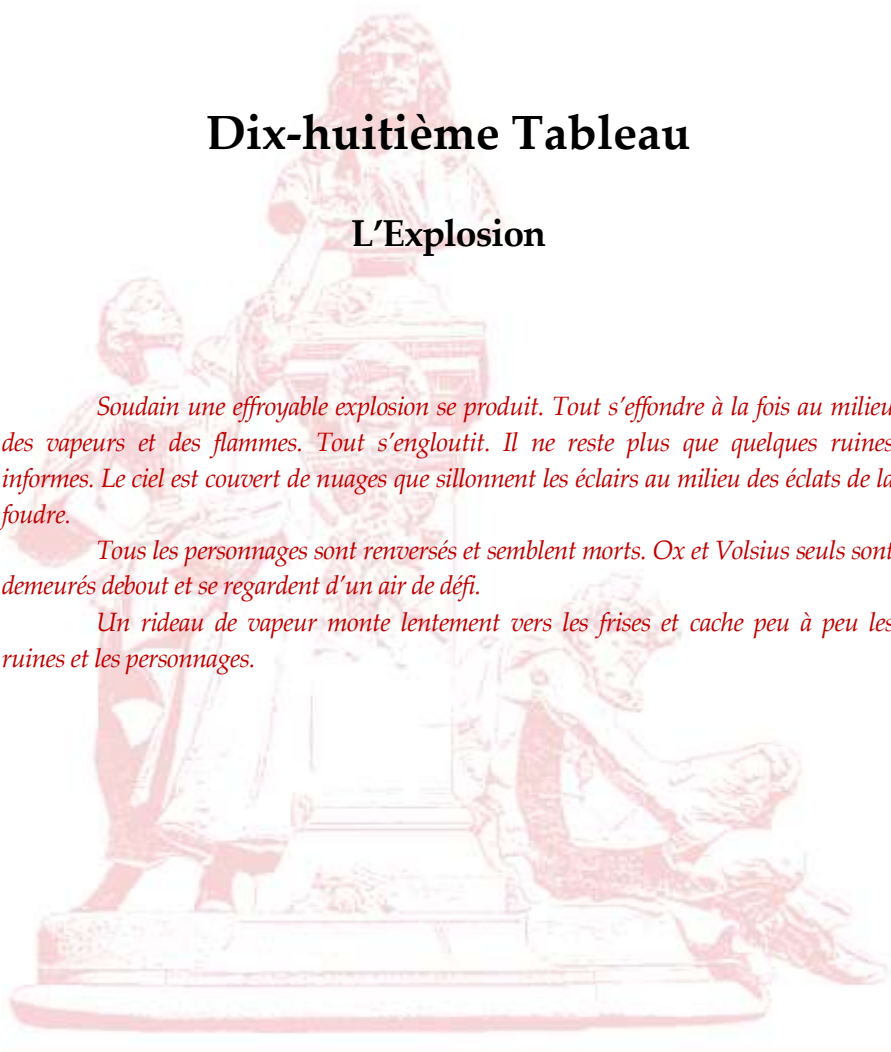 Dix-huitième Tableau
L’Explosion
Soudain une effroyable explosion se produit. Tout s’effondre à la fois au milieu
des vapeurs et des flammes. Tout s’engloutit. Il ne reste plus que quelques ruines
informes. Le ciel est couvert de nuages que sillonnent les éclairs au milieu des éclats de la
foudre.
Tous les personnages sont renversés et semblent morts. Ox et Volsius seuls sont
demeurés debout et se regardent d’un air de défi.
Un rideau de vapeur monte lentement vers les frises et cache peu à peu les
ruines et les personnages.